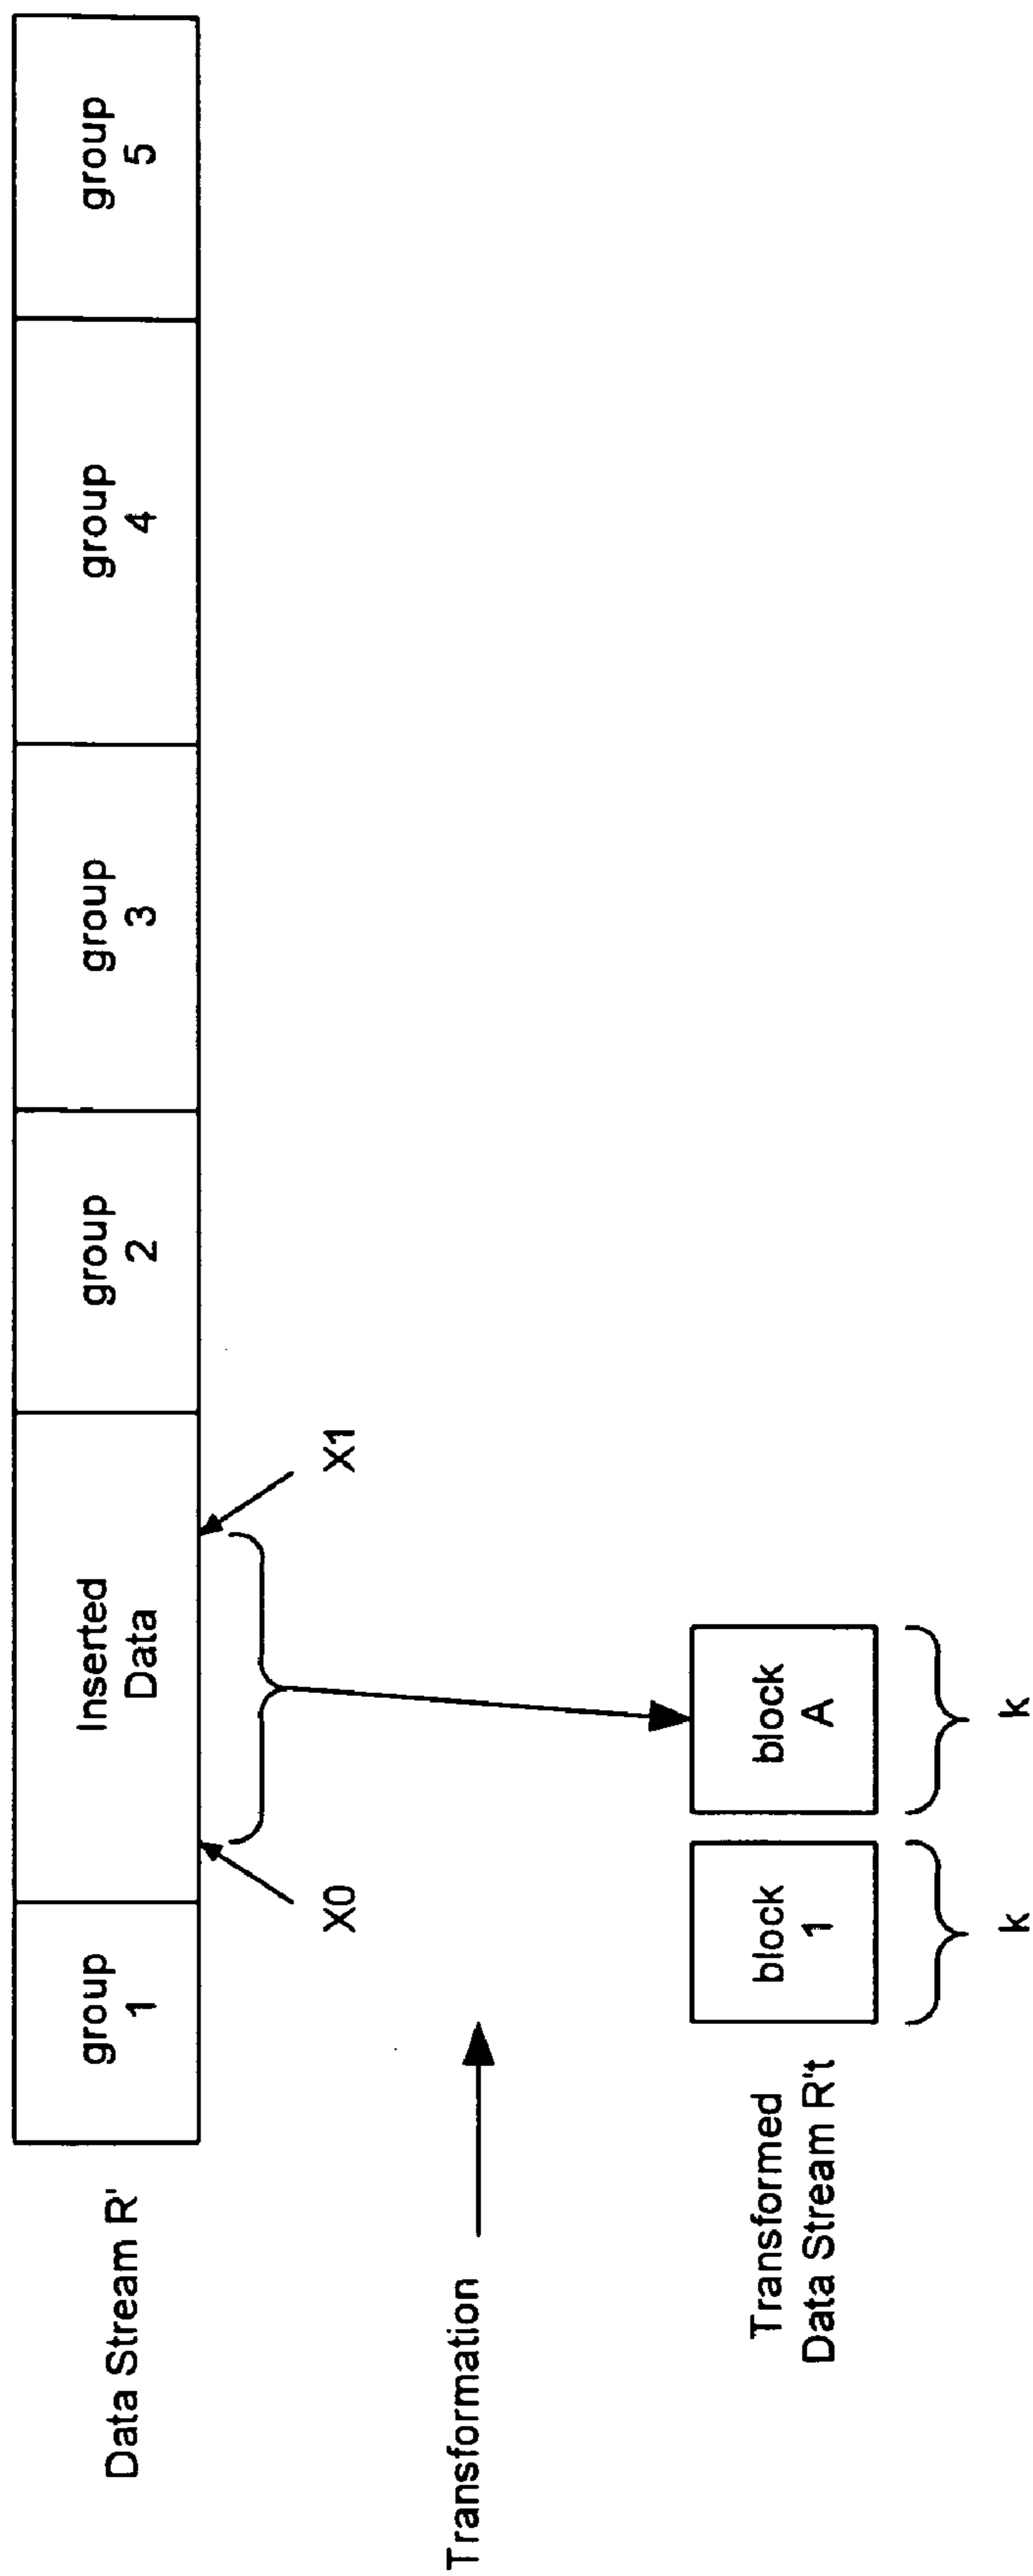 Data Stream R'
group
1
Inserted
Data
group
2
group
3
group
4
group
5
X0
X1
Transformation
Transformed
Data Stream R't
block
1
block
A
k
k